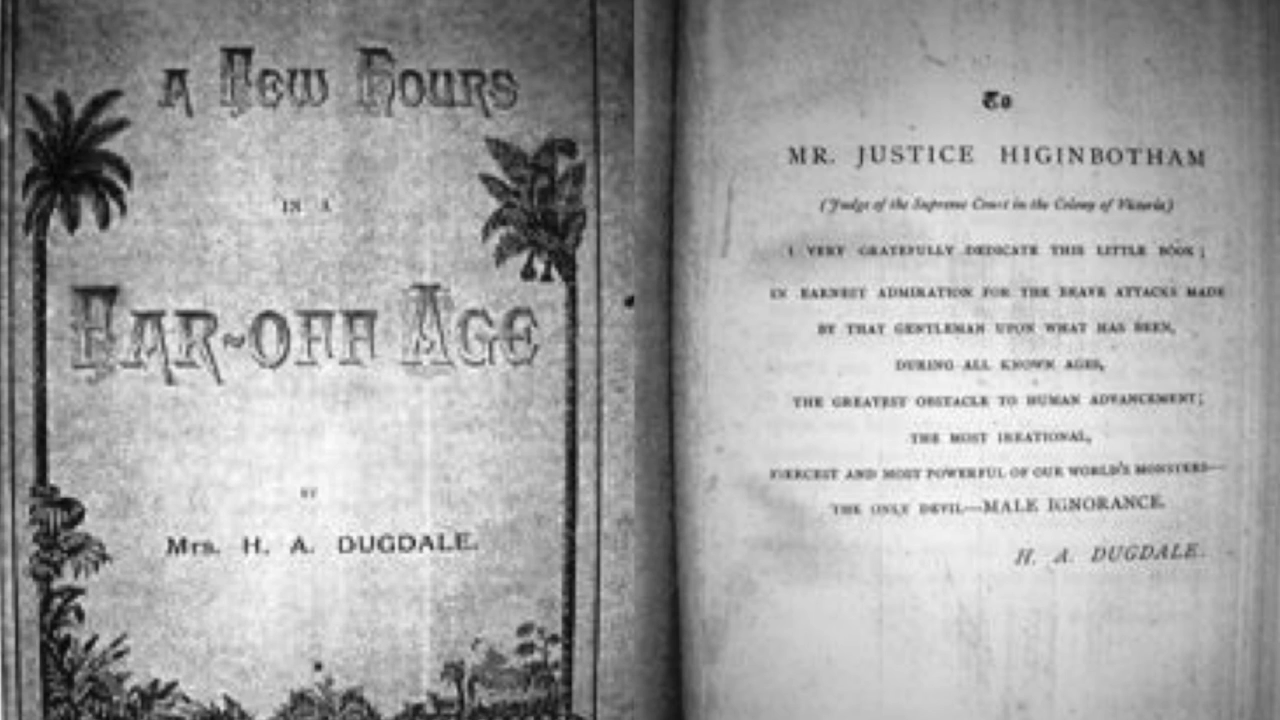 A Few Hours
IN A
FAR-OFF AGE
BY
Mrs. H. A. DUGDALE.
To
MR. JUSTICE HIGINBOTHAM
(Judge of the Supreme Court in the Colony of Victoria)
I VERY GRATEFULLY DEDICATE THIS LITTLE BOOK;
IN EARNEST ADMIRATION FOR THE BRAVE ATTACKS MADE
BY THAT GENTLEMAN UPON WHAT HAS BEEN,
DURING ALL KNOWN AGES,
THE GREATEST OBSTACLE TO HUMAN ADVANCEMENT;
THE MOST IRRATIONAL,
FIERCEST AND MOST POWERFUL OF OUR WORLD'S MONSTERS—
THE ONLY DEVIL—MALE IGNORANCE.
H. A. DUGDALE.